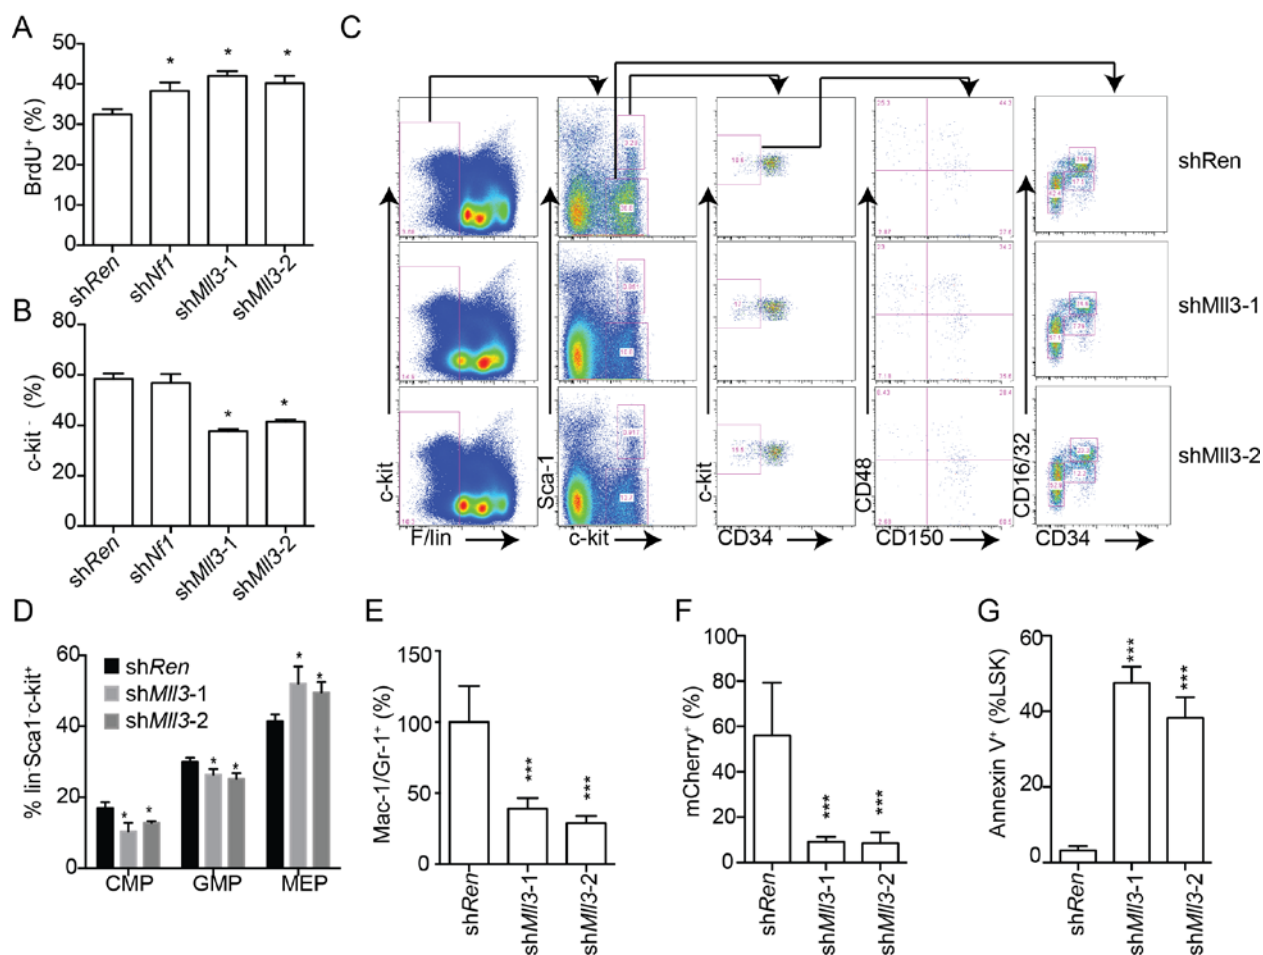 A
50
40
30
20
10
0
BrdU⁺ (%)
* * *
shRen
shNf1
shMll3-1
shMll3-2
B
80
60
40
20
0
c-kit⁻ (%)
* *
shRen
shNf1
shMll3-1
shMll3-2
C
shRen
shMll3-1
shMll3-2
c-kit
Sca-1
c-kit
CD48
CD16/32
F/lin
c-kit
CD34
CD150
CD34
D
60
40
20
0
% lin⁻Sca1⁻c-kit⁺
shRen
shMll3-1
shMll3-2
* * * * * *
CMP GMP MEP
E
150
100
50
0
Mac-1/Gr-1⁺ (%)
*** ***
shRen
shMll3-1
shMll3-2
F
100
80
60
40
20
0
mCherry⁺ (%)
*** ***
shRen
shMll3-1
shMll3-2
G
60
40
20
0
Annexin V⁺ (%LSK)
*** ***
shRen
shMll3-1
shMll3-2